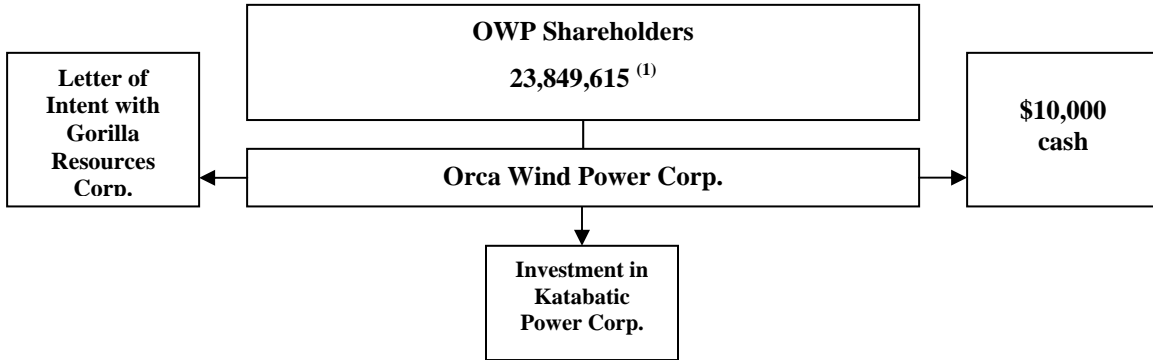 OWP Shareholders
23,849,615 (1)
Letter of
Intent with
Gorilla
Resources
Corp.
$10,000
cash
Orca Wind Power Corp.
Investment in
Katabatic
Power Corp.